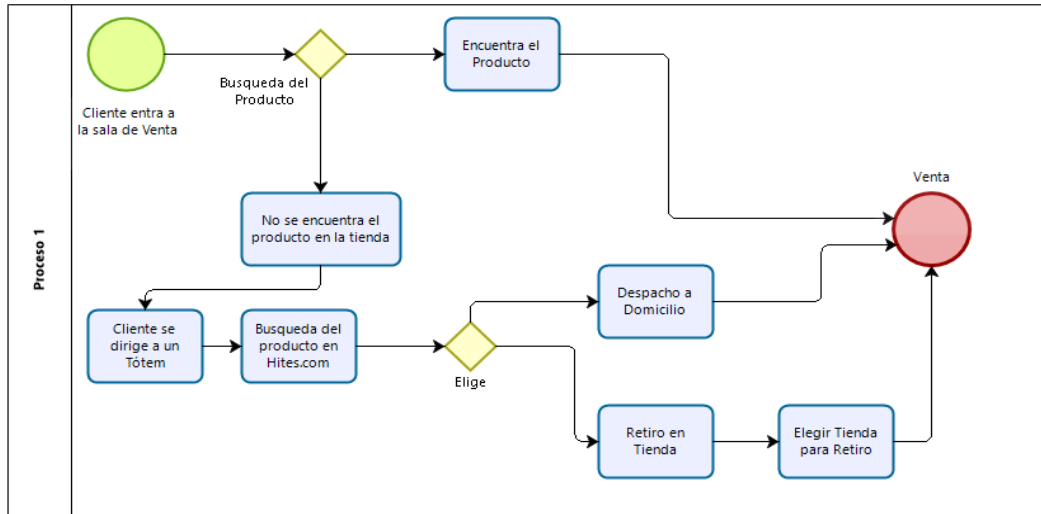 Proceso 1
Cliente entra a
la sala de Venta
Busqueda del
Producto
Encuentra el
Producto
No se encuentra el
producto en la tienda
Cliente se
dirige a un
Tótem
Busqueda del
producto en
Hites.com
Elige
Despacho a
Domicilio
Retiro en
Tienda
Elegir Tienda
para Retiro
Venta